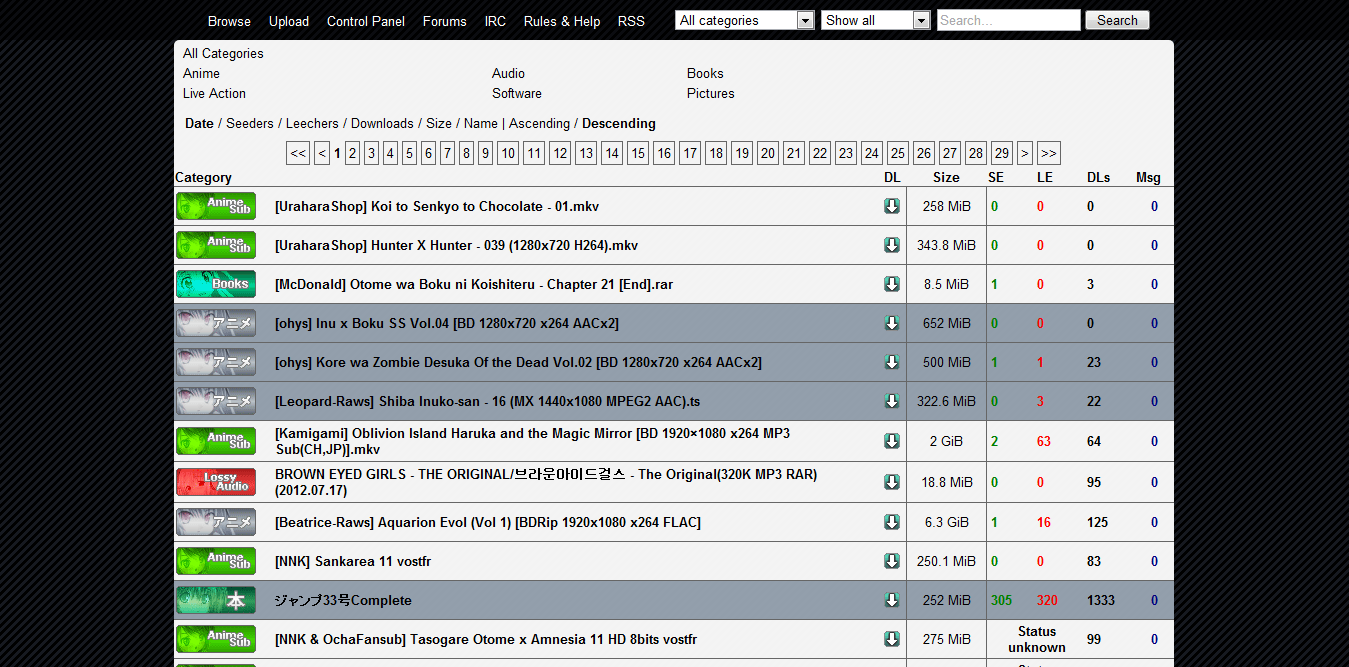 Browse Upload Control Panel Forums IRC Rules & Help RSS All categories Show all Search... Search
All Categories
Anime Audio Books
Live Action Software Pictures
Date / Seeders / Leechers / Downloads / Size / Name | Ascending / Descending
<< < 1 2 3 4 5 6 7 8 9 10 11 12 13 14 15 16 17 18 19 20 21 22 23 24 25 26 27 28 29 > >>
Category DL Size SE LE DLs Msg
Anime Sub [UraharaShop] Koi to Senkyo to Chocolate - 01.mkv 258 MiB 0 0 0 0
Anime Sub [UraharaShop] Hunter X Hunter - 039 (1280x720 H264).mkv 343.8 MiB 0 0 0 0
Books [McDonald] Otome wa Boku ni Koishiteru - Chapter 21 [End].rar 8.5 MiB 1 0 3 0
アニメ [ohys] Inu x Boku SS Vol.04 [BD 1280x720 x264 AACx2] 652 MiB 0 0 0 0
アニメ [ohys] Kore wa Zombie Desuka Of the Dead Vol.02 [BD 1280x720 x264 AACx2] 500 MiB 1 1 23 0
アニメ [Leopard-Raws] Shiba Inuko-san - 16 (MX 1440x1080 MPEG2 AAC).ts 322.6 MiB 0 3 22 0
Anime Sub [Kamigami] Oblivion Island Haruka and the Magic Mirror [BD 1920×1080 x264 MP3
Sub(CH,JP)].mkv 2 GiB 2 63 64 0
Lossy Audio BROWN EYED GIRLS - THE ORIGINAL/브라운아이드걸스 - The Original(320K MP3 RAR)
(2012.07.17) 18.8 MiB 0 0 95 0
アニメ [Beatrice-Raws] Aquarion Evol (Vol 1) [BDRip 1920x1080 x264 FLAC] 6.3 GiB 1 16 125 0
Anime Sub [NNK] Sankarea 11 vostfr 250.1 MiB 0 0 83 0
本 ジャンプ33号Complete 252 MiB 305 320 1333 0
Anime Sub [NNK & OchaFansub] Tasogare Otome x Amnesia 11 HD 8bits vostfr 275 MiB Status unknown 99 0